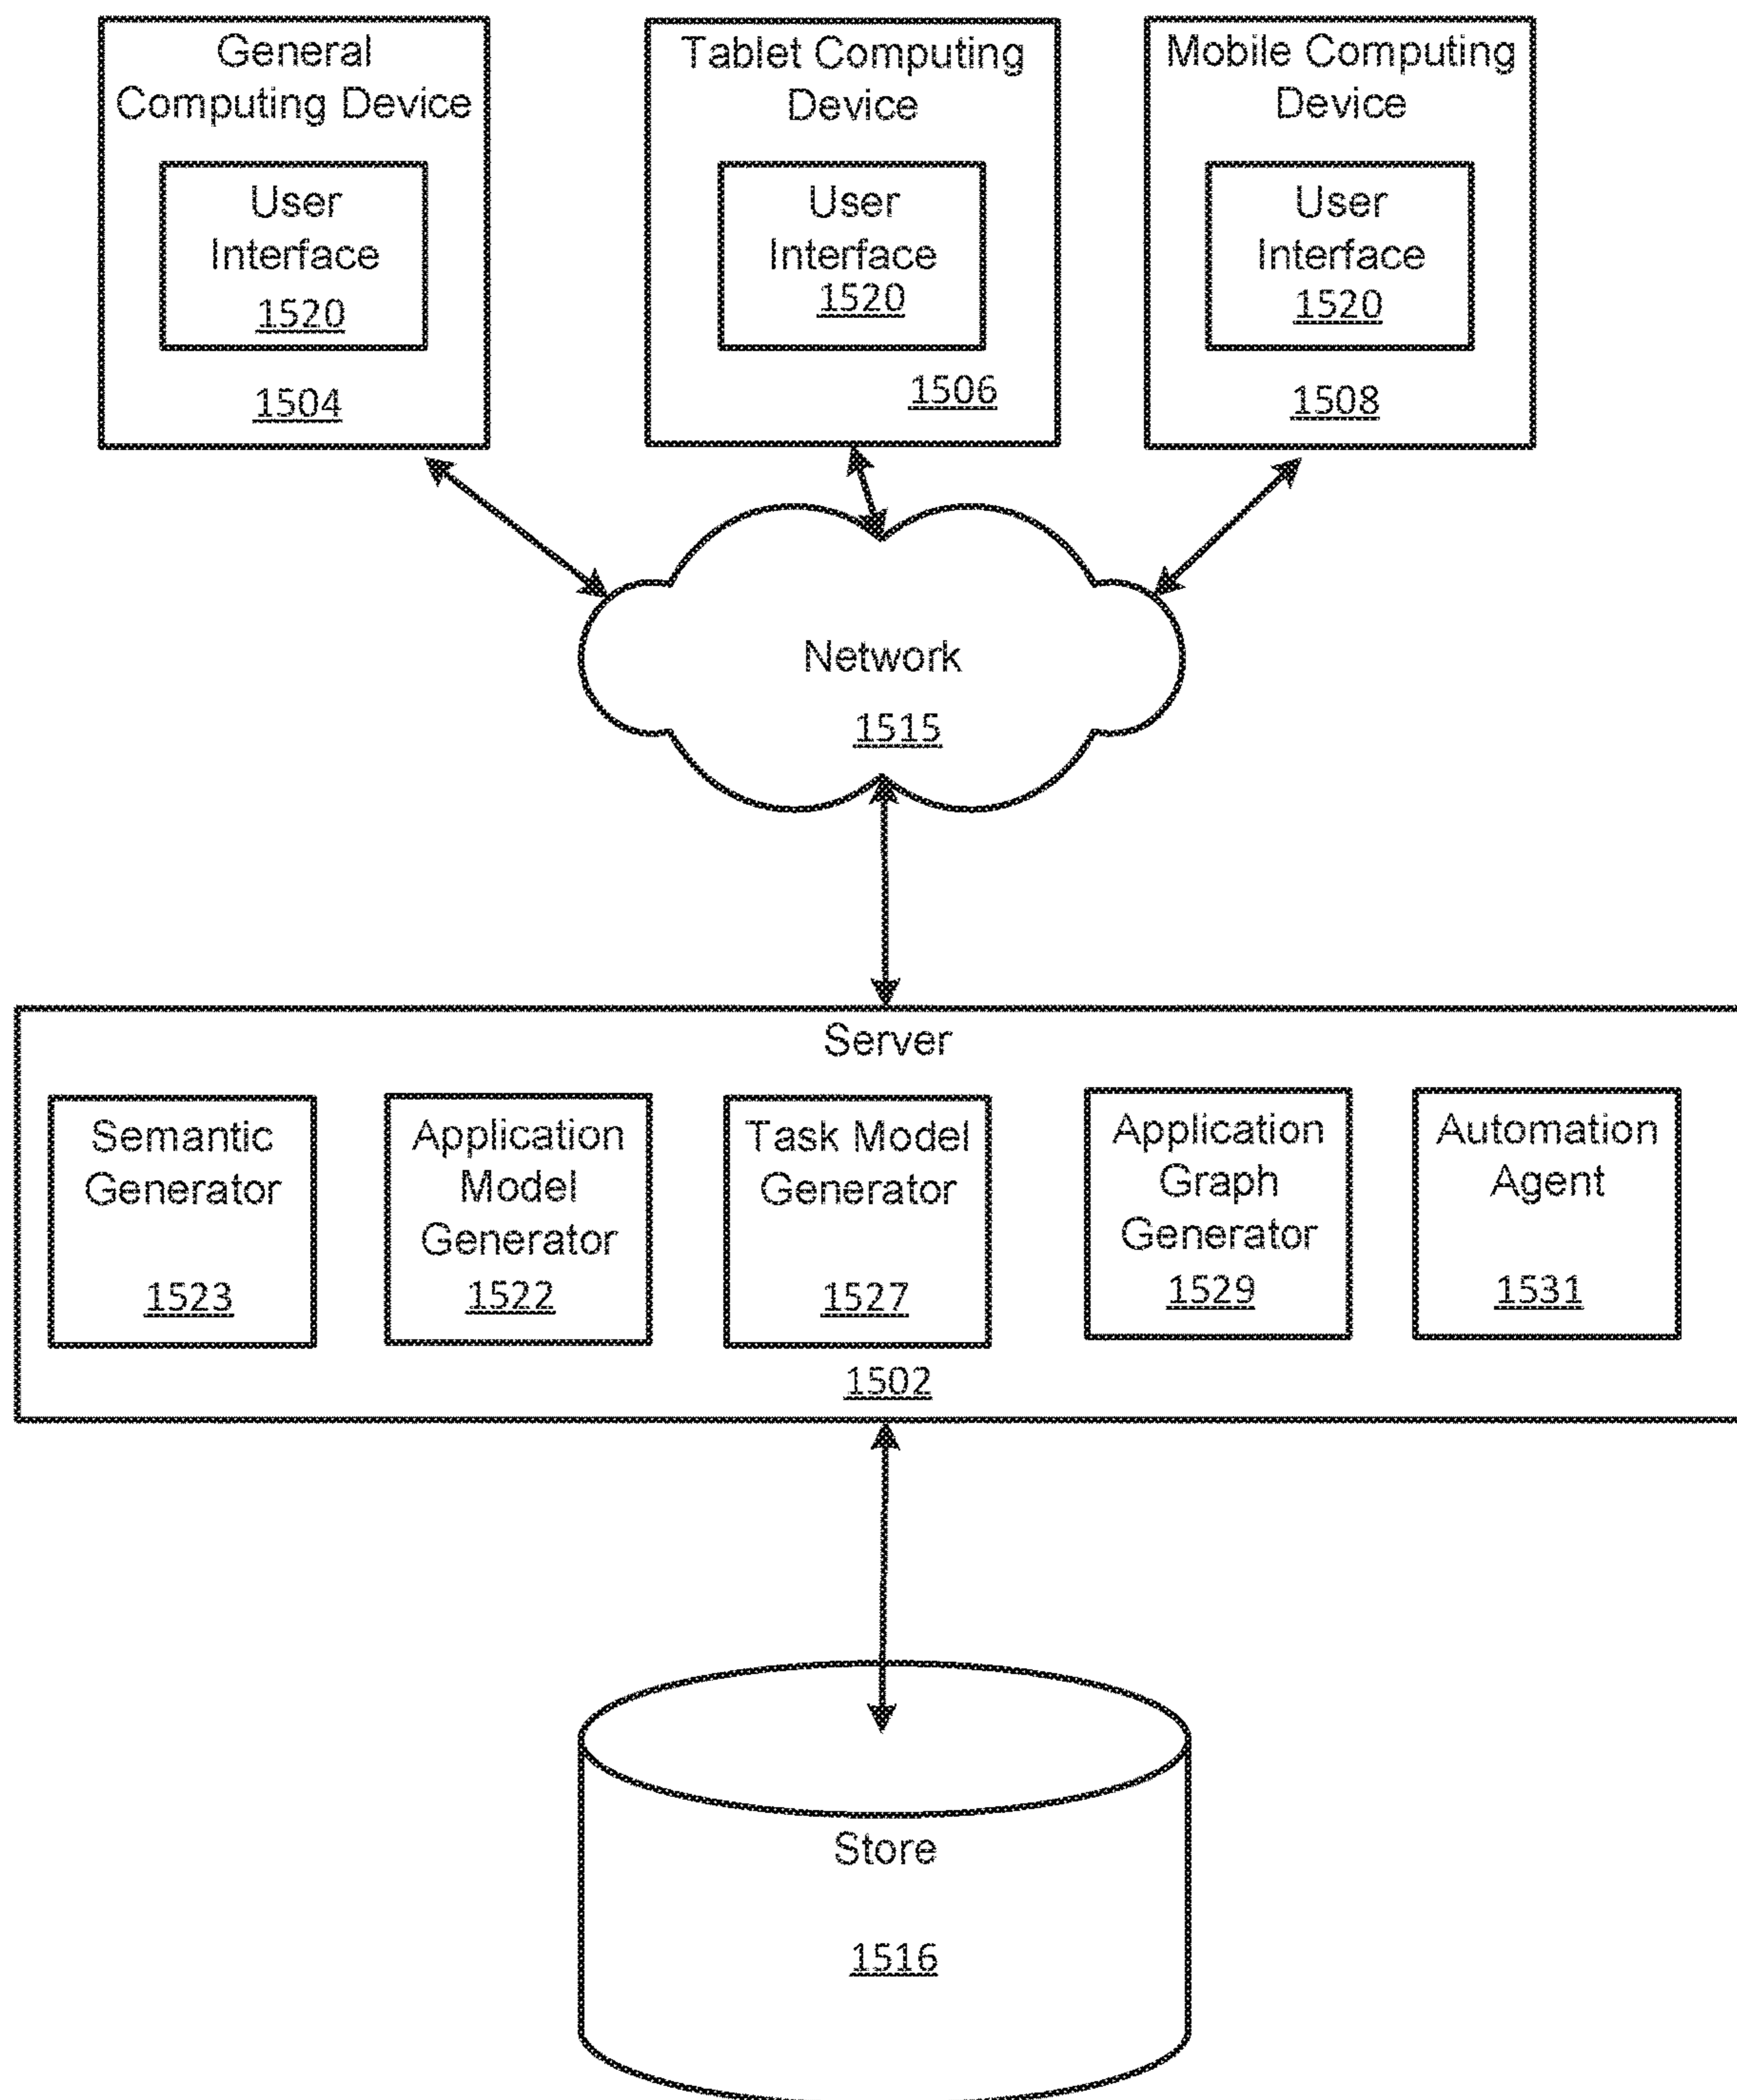 General
Computing Device
User
Interface
1520
1504
Tablet Computing
Device
User
Interface
1520
1506
Mobile Computing
Device
User
Interface
1520
1508
Network
1515
Server
Semantic
Generator
1523
Application
Model
Generator
1522
Task Model
Generator
1527
Application
Graph
Generator
1529
Automation
Agent
1531
1502
Store
1516